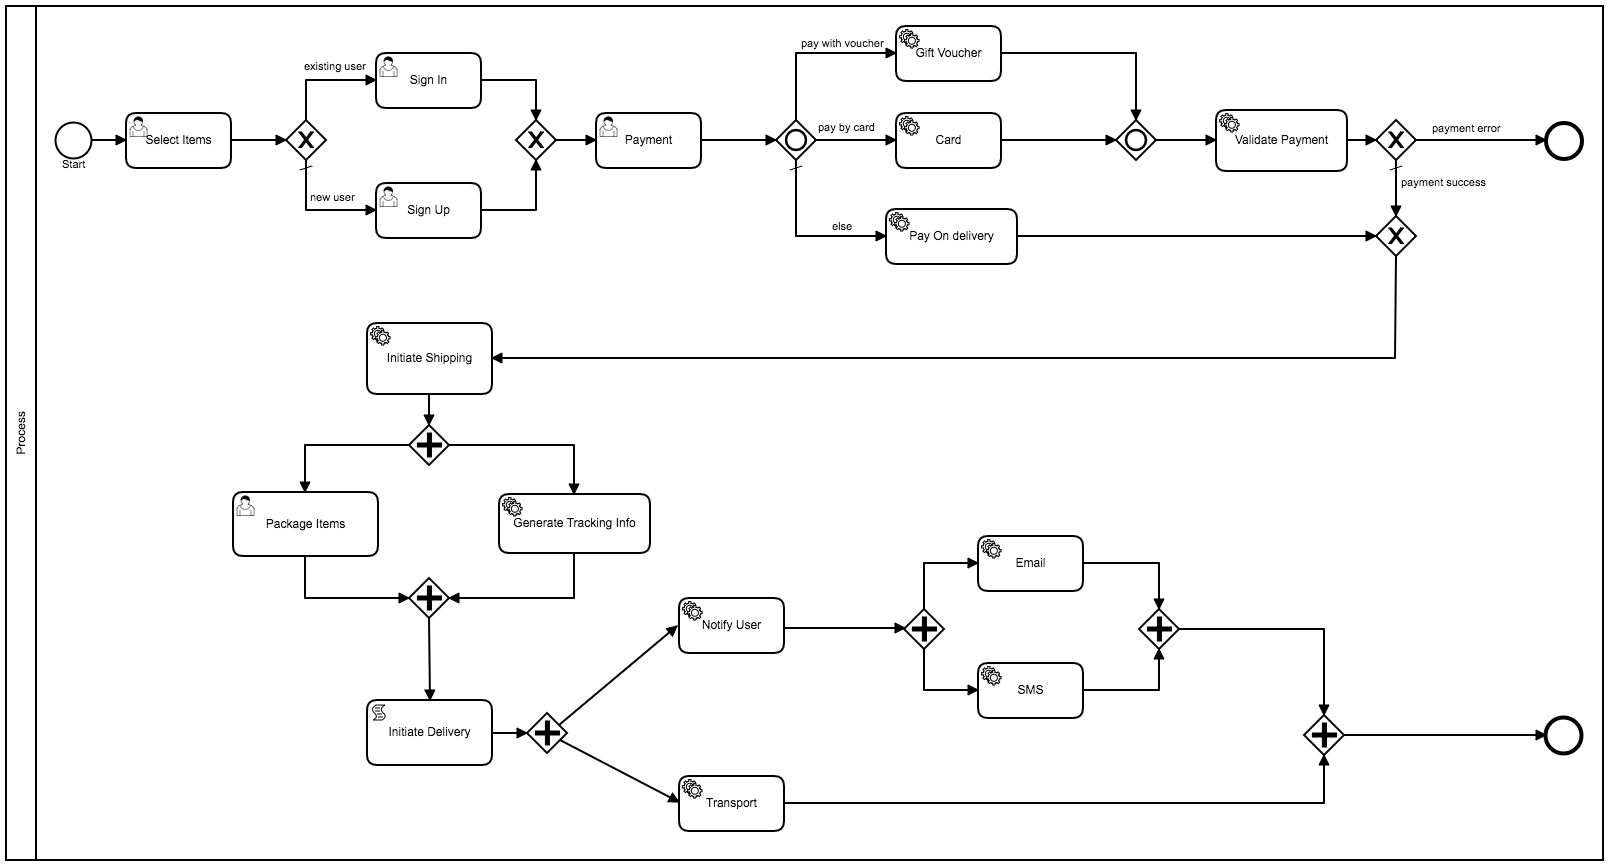 Process
Start
Select Items
existing user
Sign In
new user
Sign Up
Payment
pay with voucher
Gift Voucher
pay by card
Card
else
Pay On delivery
Validate Payment
payment error
payment success
Initiate Shipping
Package Items
Generate Tracking Info
Initiate Delivery
Notify User
Email
SMS
Transport